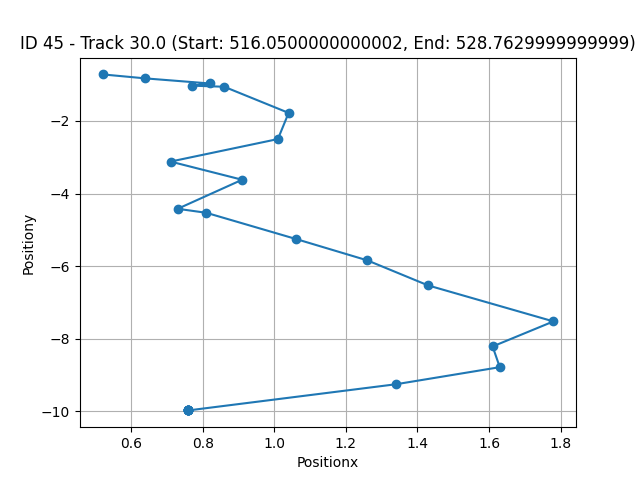 ID 45 - Track 30.0 (Start: 516.0500000000002, End: 528.7629999999999)
Positiony
−2
−4
−6
−8
−10
0.6 0.8 1.0 1.2 1.4 1.6 1.8
Positionx